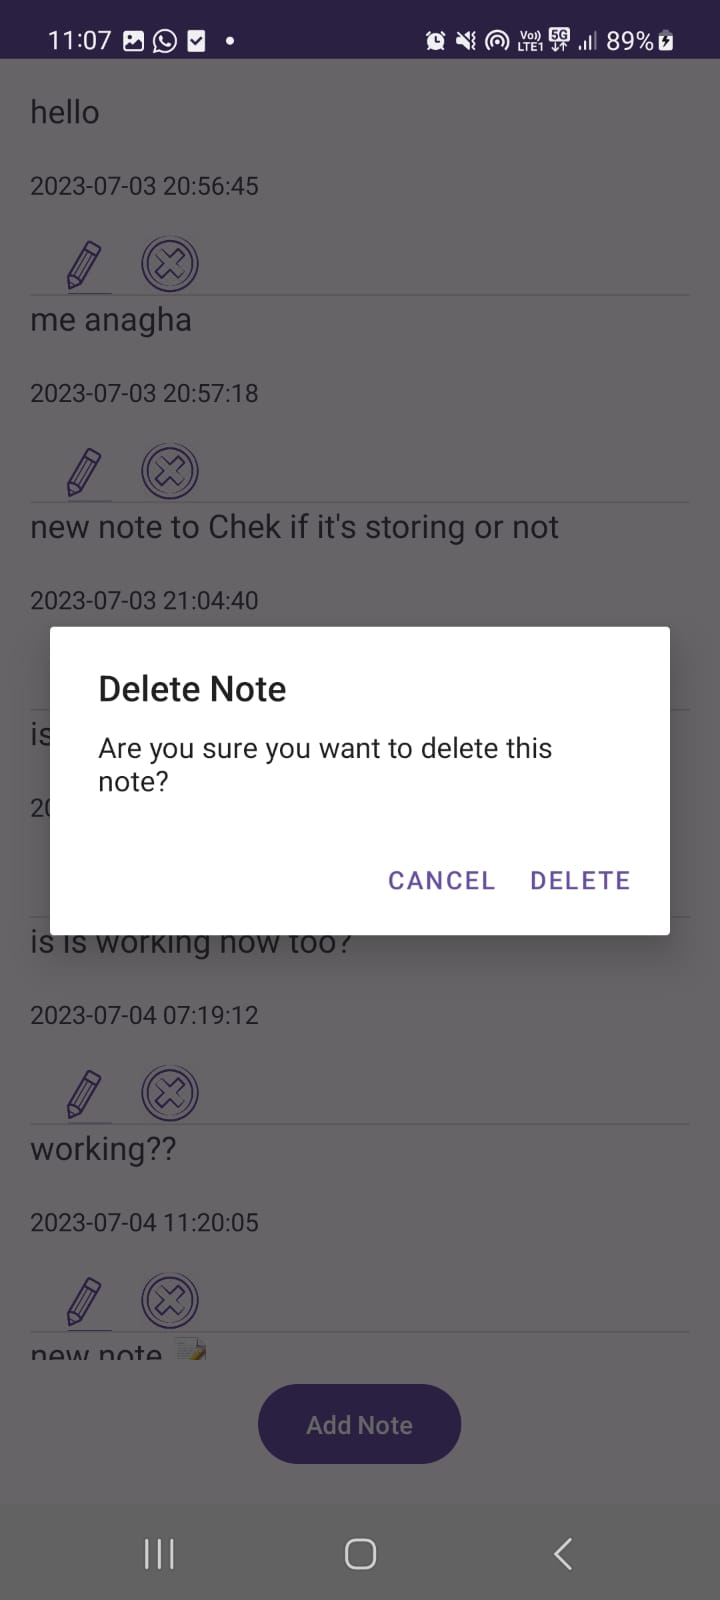 11:07
Vo)) LTE1 5G 89%
hello
2023-07-03 20:56:45
me anagha
2023-07-03 20:57:18
new note to Chek if it's storing or not
2023-07-03 21:04:40
Delete Note
is
Are you sure you want to delete this
note?
20
CANCEL DELETE
is is working now too?
2023-07-04 07:19:12
working??
2023-07-04 11:20:05
new note
Add Note